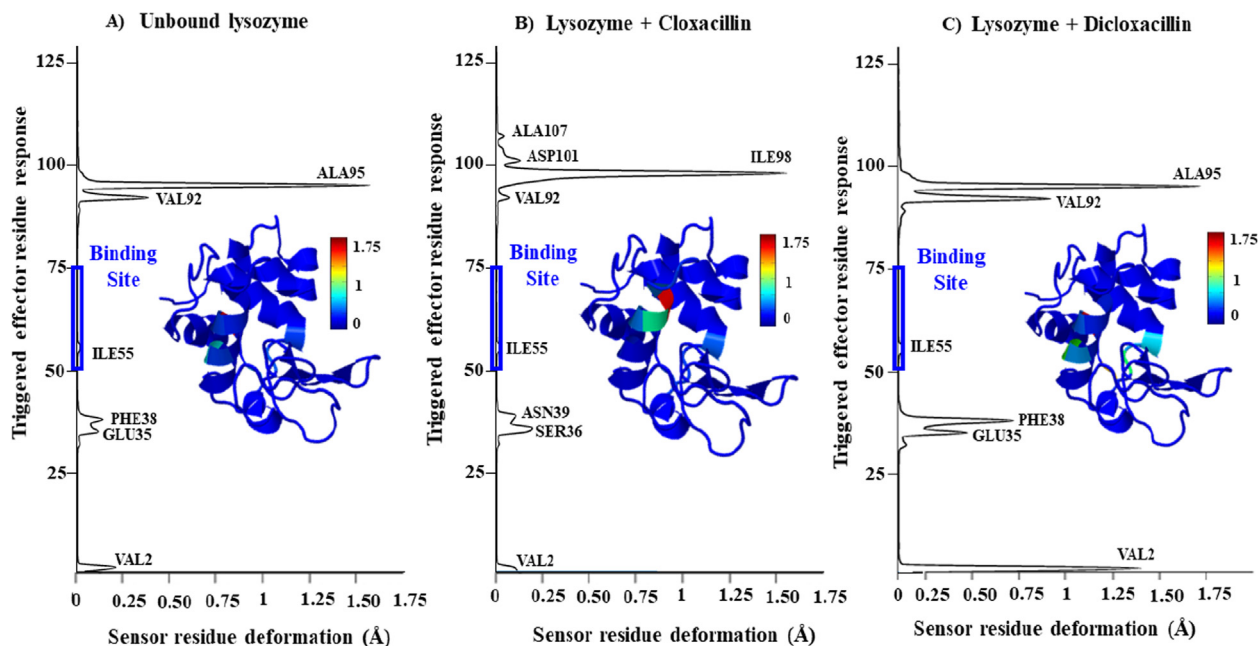 A) Unbound lysozyme
Triggered effector residue response
125
100
75
50
25
ALA95
VAL92
Binding
Site
ILE55
PHE38
GLU35
VAL2
1.75
1
0
0
0.25
0.50
0.75
1
1.25
1.50
1.75
Sensor residue deformation (Å)
B) Lysozyme + Cloxacillin
Triggered effector residue response
125
100
75
50
25
ALA107
ASP101
ILE98
VAL92
Binding
Site
ILE55
ASN39
SER36
VAL2
1.75
1
0
0
0.25
0.50
0.75
1
1.25
1.50
1.75
Sensor residue deformation (Å)
C) Lysozyme + Dicloxacillin
Triggered effector residue response
125
100
75
50
25
ALA95
VAL92
Binding
Site
ILE55
PHE38
GLU35
VAL2
1.75
1
0
0
0.25
0.50
0.75
1
1.25
1.50
1.75
Sensor residue deformation (Å)